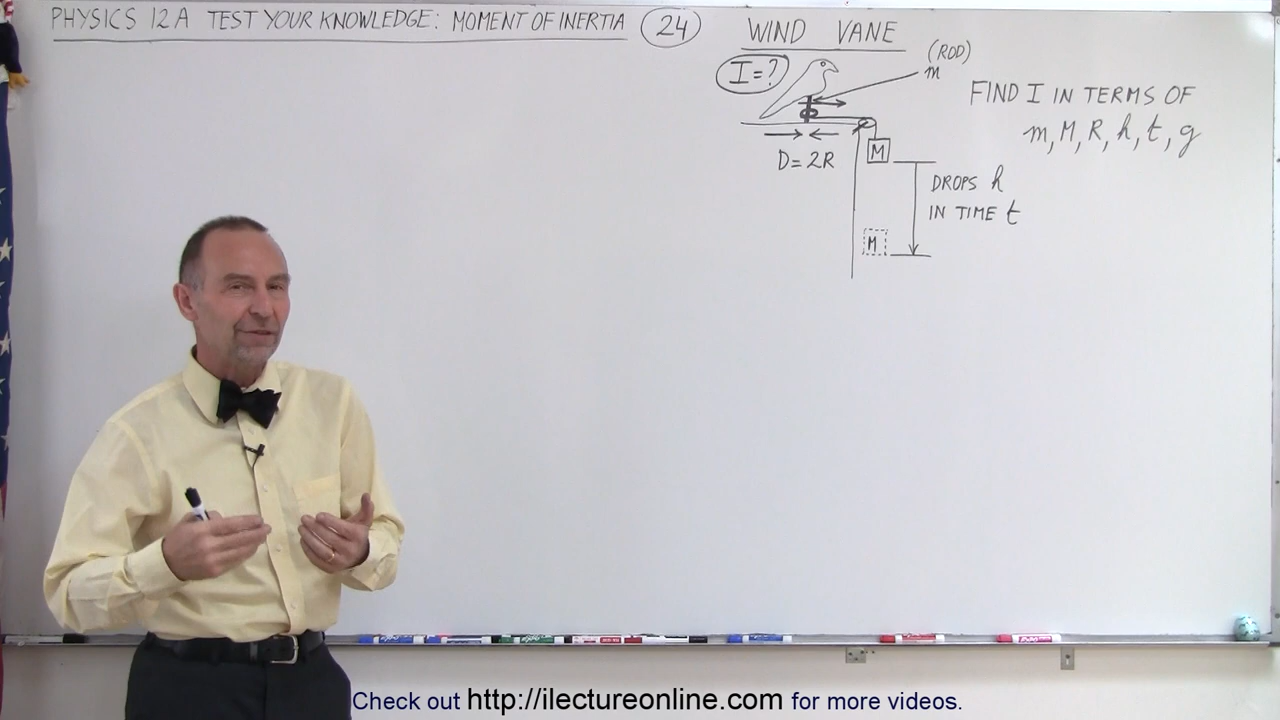 PHYSICS 12A TEST YOUR KNOWLEDGE: MOMENT OF INERTIA 24
WIND VANE
I=?
(ROD)
m
FIND I IN TERMS OF
m, M, R, h, t, g
M
D=2R
DROPS h
IN TIME t
M
Check out http://ilectureonline.com for more videos.